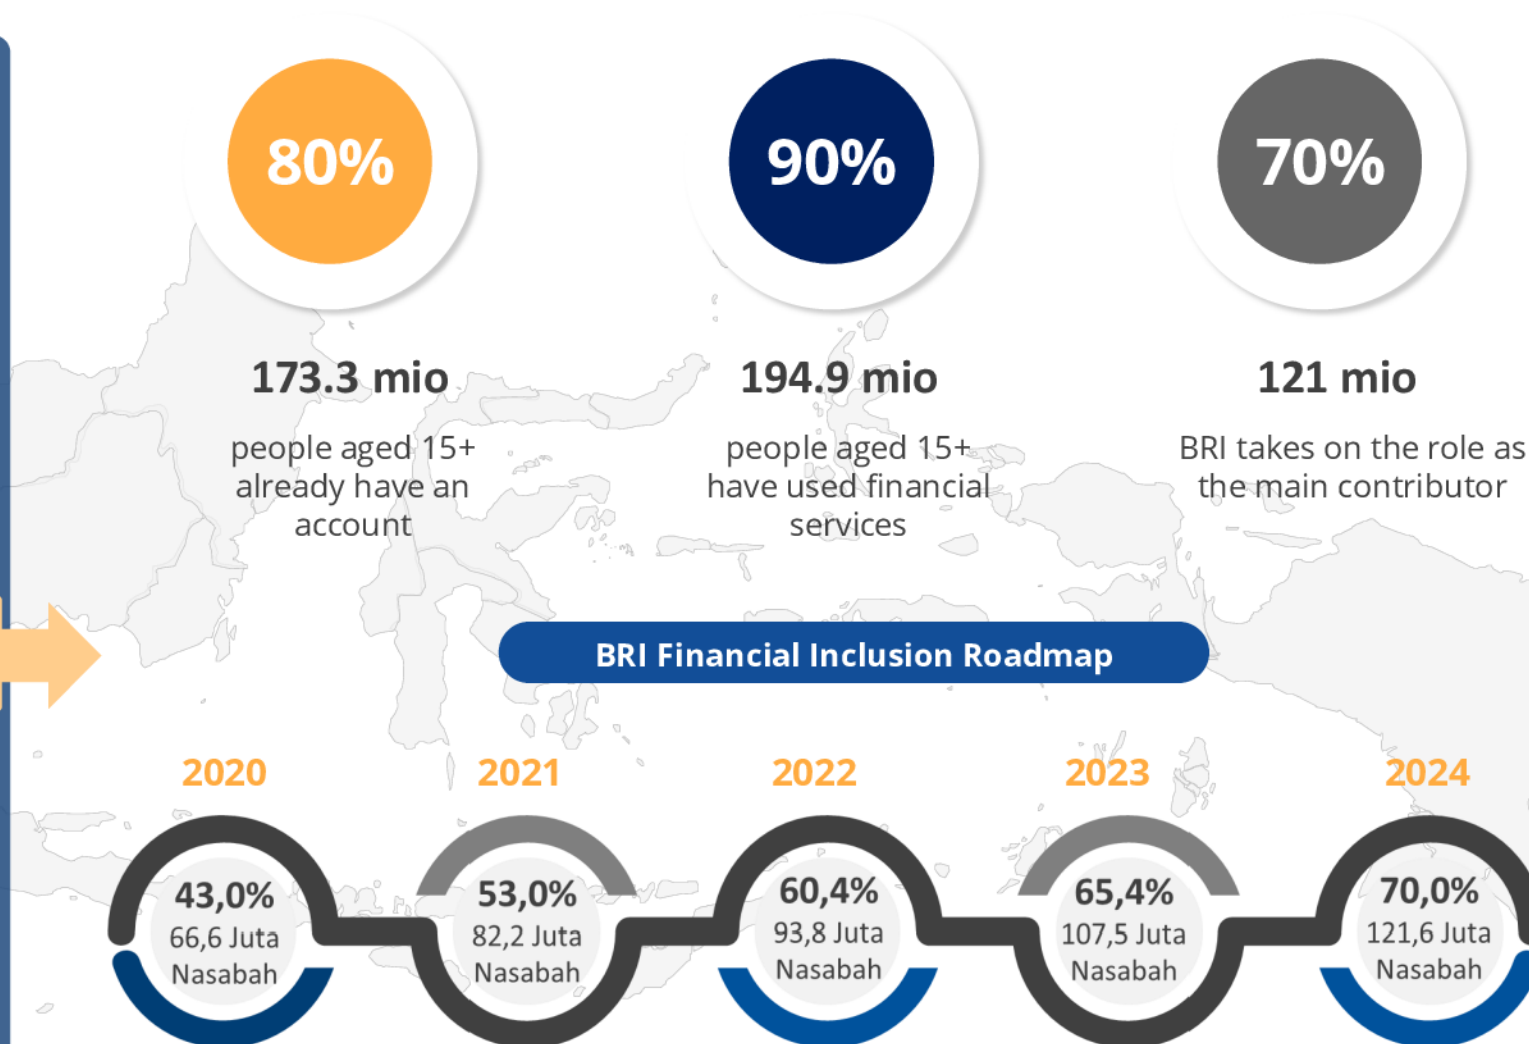 80%
90%
70%
173.3 mio
194.9 mio
121 mio
people aged 15+
already have an
account
people aged 15+
have used financial
services
BRI takes on the role as
the main contributor
BRI Financial Inclusion Roadmap
2020
2021
2022
2023
2024
43,0%
66,6 Juta
Nasabah
53,0%
82,2 Juta
Nasabah
60,4%
93,8 Juta
Nasabah
65,4%
107,5 Juta
Nasabah
70,0%
121,6 Juta
Nasabah